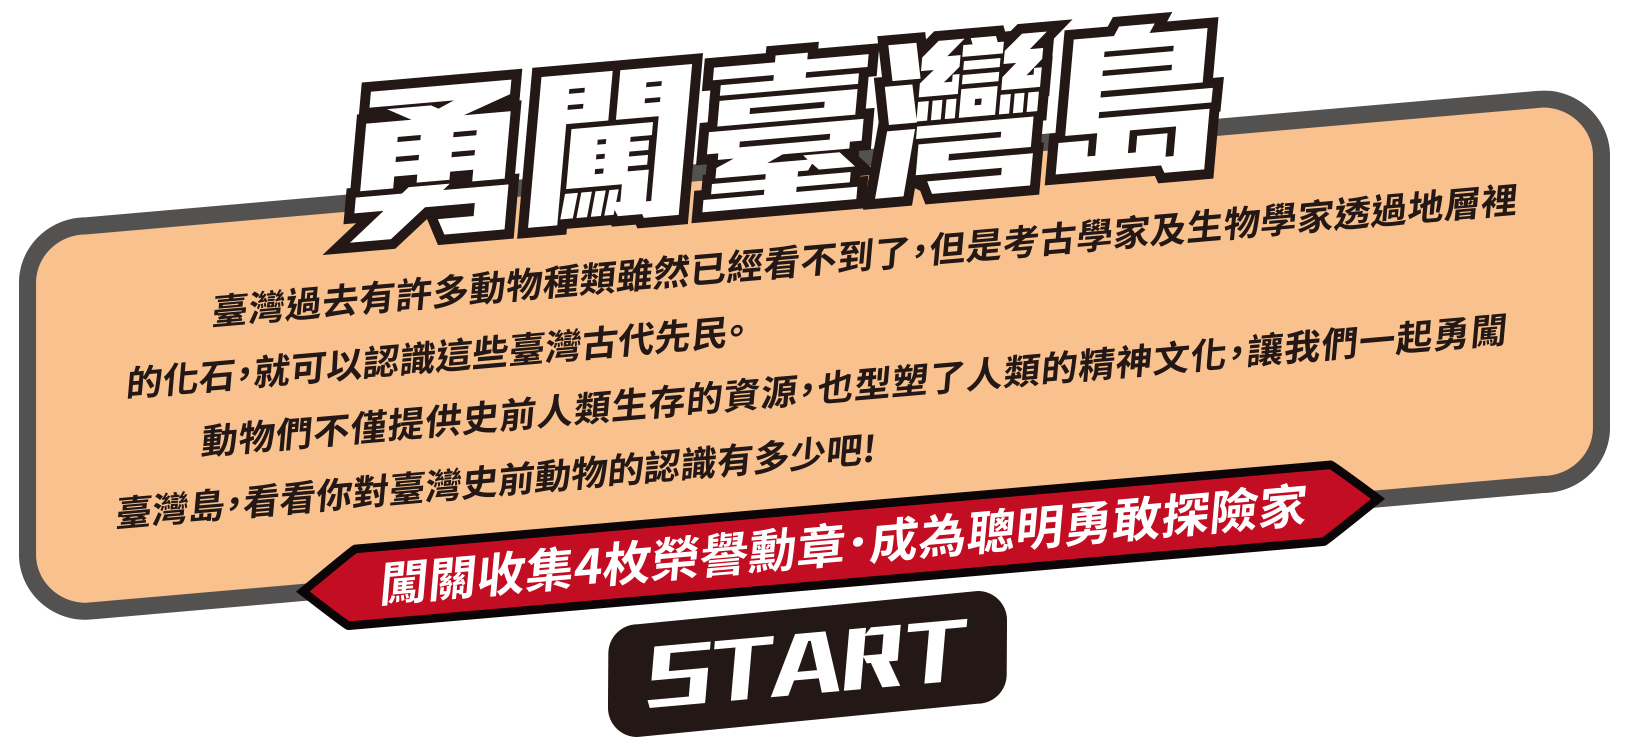 勇闖臺灣島
臺灣過去有許多動物種類雖然已經看不到了，但是考古學家及生物學家透過地層裡
的化石，就可以認識這些臺灣古代先民。
動物們不僅提供史前人類生存的資源，也型塑了人類的精神文化，讓我們一起勇闖
臺灣島，看看你對臺灣史前動物的認識有多少吧！
闖關收集4枚榮譽勳章·成為聰明勇敢探險家
START